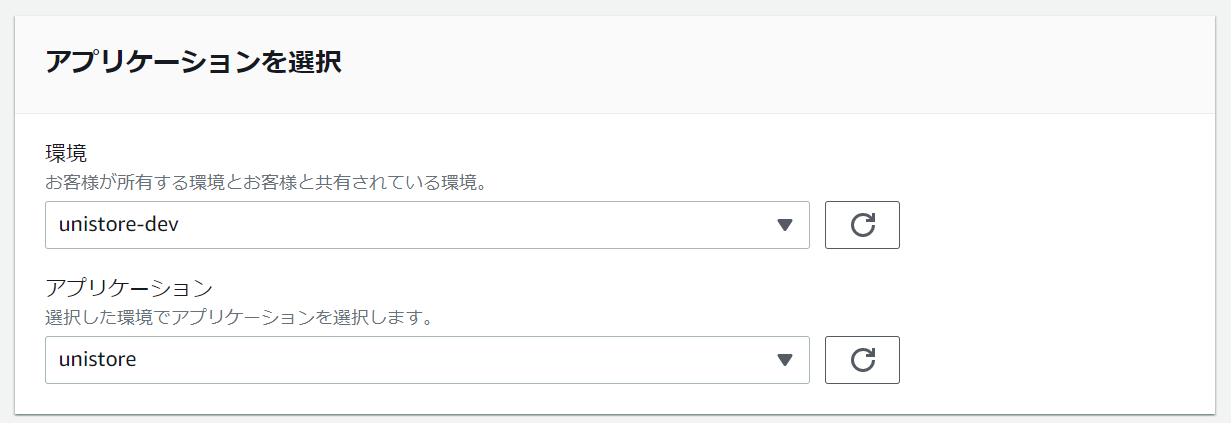 アプリケーションを選択
環境
お客様が所有する環境とお客様と共有されている環境。
unistore-dev
アプリケーション
選択した環境でアプリケーションを選択します。
unistore